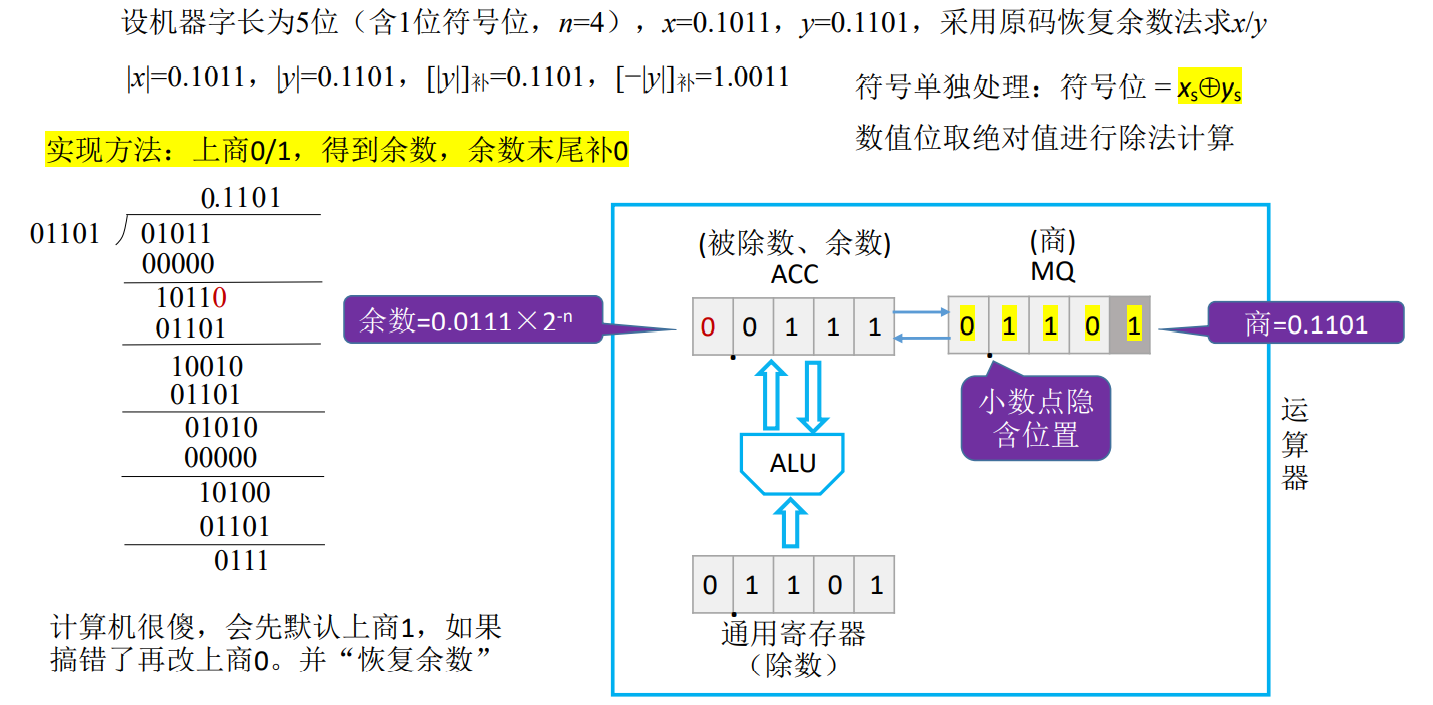 设机器字长为5位（含1位符号位，n=4），x=0.1011，y=0.1101，采用原码恢复余数法求x/y
|x|=0.1011，|y|=0.1101，[|y|]补=0.1101，[−|y|]补=1.0011
符号单独处理：符号位 = xs⊕ys
数值位取绝对值进行除法计算
实现方法：上商0/1，得到余数，余数末尾补0
0.1101
01101
01011
00000
10110
01101
10010
01101
01010
00000
10100
01101
0111
计算机很傻，会先默认上商1，如果
搞错了再改上商0。并“恢复余数”
(被除数、余数)
ACC
(商)
MQ
余数=0.0111×2-n
0 0 1 1 1
0 1 1 0 1
商=0.1101
小数点隐
含位置
ALU
0 1 1 0 1
通用寄存器
（除数）
运
算
器